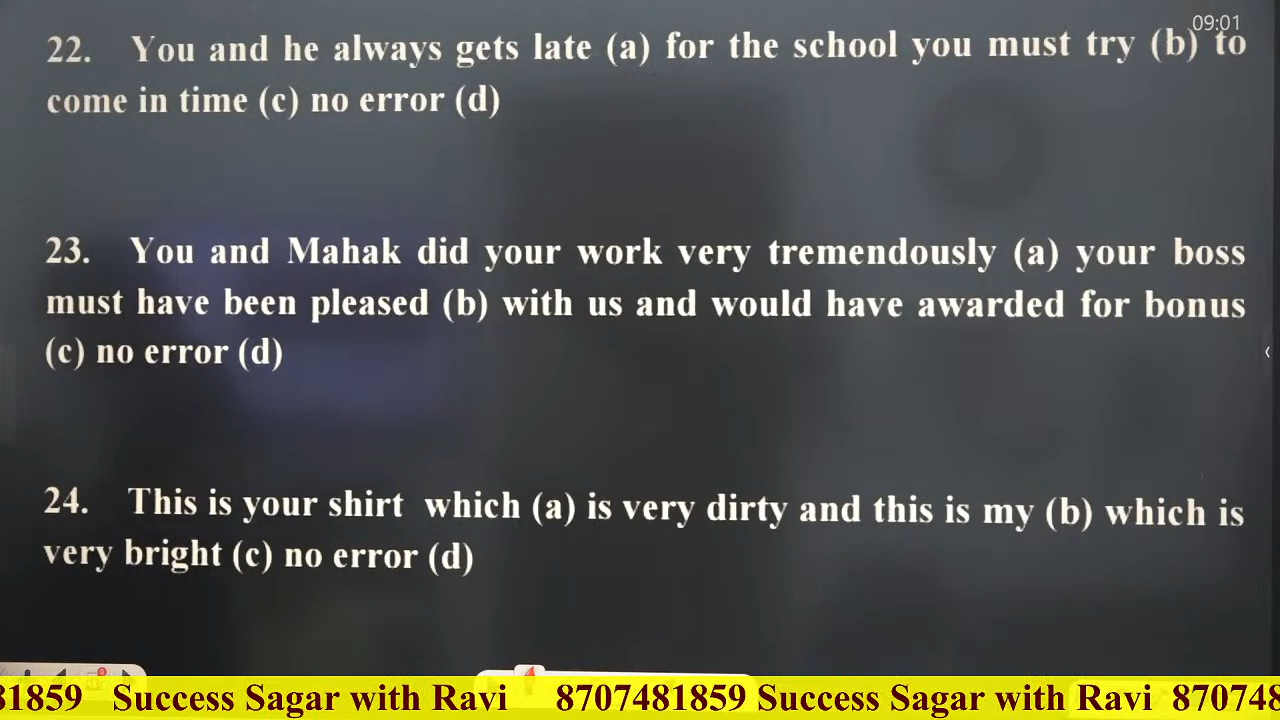 09:01
22. You and he always gets late (a) for the school you must try (b) to
come in time (c) no error (d)
23. You and Mahak did your work very tremendously (a) your boss
must have been pleased (b) with us and would have awarded for bonus
(c) no error (d)
24. This is your shirt which (a) is very dirty and this is my (b) which is
very bright (c) no error (d)
81859 Success Sagar with Ravi 8707481859 Success Sagar with Ravi 87074